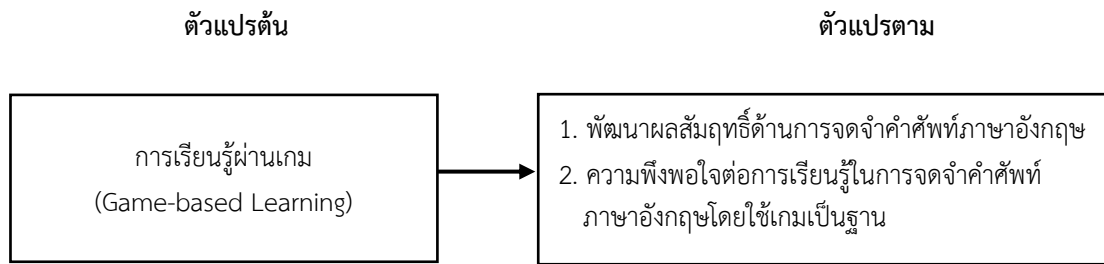 ตัวแปรต้น
ตัวแปรตาม
การเรียนรู้ผ่านเกม
(Game-based Learning)
1. พัฒนาผลสัมฤทธิ์ด้านการจดจำคำศัพท์ภาษาอังกฤษ
2. ความพึงพอใจต่อการเรียนรู้ในการจดจำคำศัพท์
ภาษาอังกฤษโดยใช้เกมเป็นฐาน